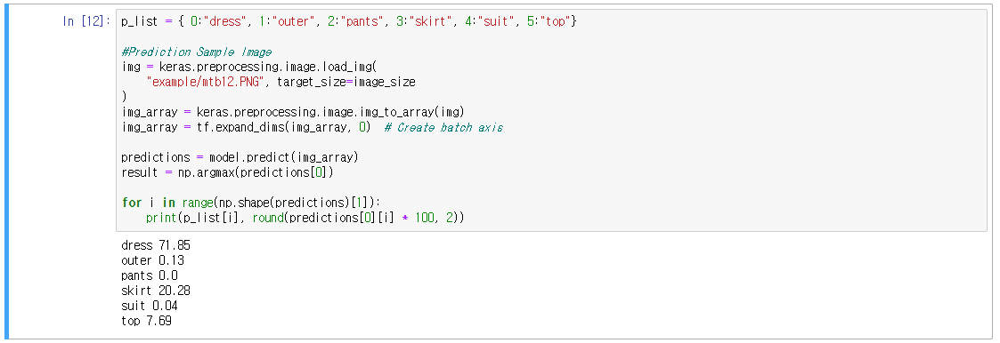 In [12]: p_list = { 0:"dress", 1:"outer", 2:"pants", 3:"skirt", 4:"suit", 5:"top"}
#Prediction Sample Image
img = keras.preprocessing.image.load_img(
"example/mtb12.PNG", target_size=image_size
)
img_array = keras.preprocessing.image.img_to_array(img)
img_array = tf.expand_dims(img_array, 0)  # Create batch axis
predictions = model.predict(img_array)
result = np.argmax(predictions[0])
for i in range(np.shape(predictions)[1]):
print(p_list[i], round(predictions[0][i] * 100, 2))
dress 71.85
outer 0.13
pants 0.0
skirt 20.28
suit 0.04
top 7.69